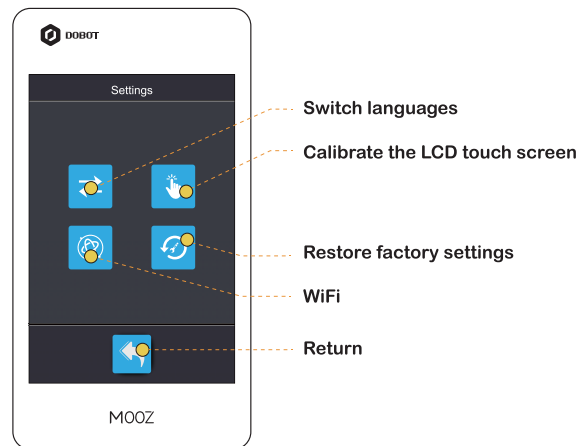 DOBOT
Settings
Switch languages
Calibrate the LCD touch screen
Restore factory settings
WiFi
Return
MOOZ